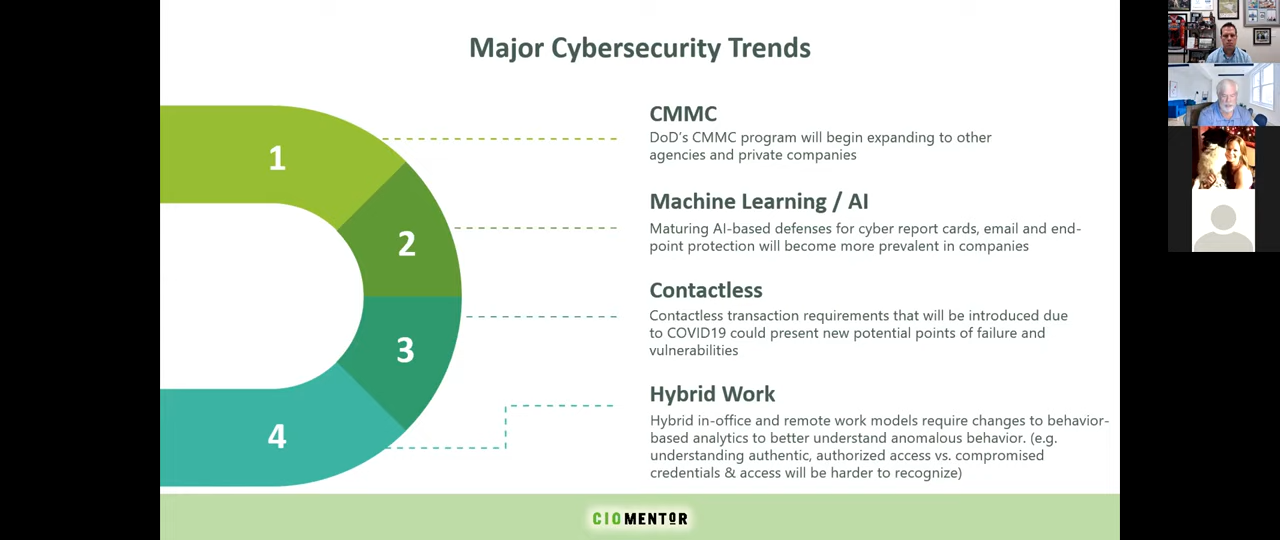 Major Cybersecurity Trends
1
CMMC
DoD's CMMC program will begin expanding to other
agencies and private companies
2
Machine Learning / AI
Maturing AI-based defenses for cyber report cards, email and end-
point protection will become more prevalent in companies
3
Contactless
Contactless transaction requirements that will be introduced due
to COVID19 could present new potential points of failure and
vulnerabilities
4
Hybrid Work
Hybrid in-office and remote work models require changes to behavior-
based analytics to better understand anomalous behavior. (e.g.
understanding authentic, authorized access vs. compromised
credentials & access will be harder to recognize)
CIOMENTOR